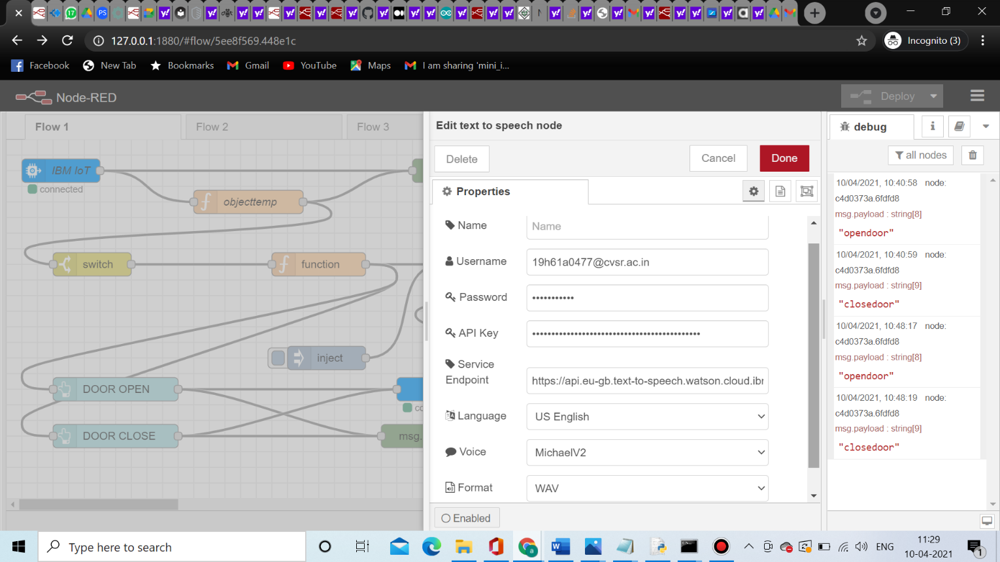 127.0.0.1:1880/#flow/5ee8f569.448e1c
Incognito (3)
Facebook
New Tab
Bookmarks
Gmail
YouTube
Maps
I am sharing 'mini_i...
Node-RED
Deploy
Flow 1
Flow 2
Flow 3
IBM IoT
connected
objecttemp
switch
function
inject
DOOR OPEN
DOOR CLOSE
co
msg.
Edit text to speech node
Delete
Cancel
Done
Properties
Name
Name
Username
19h61a0477@cvsr.ac.in
Password
•••••••••••
API Key
••••••••••••••••••••••••••••••••••••••••••••
Service
Endpoint
https://api.eu-gb.text-to-speech.watson.cloud.ibm
Language
US English
Voice
MichaelV2
Format
WAV
Enabled
debug
all nodes
10/04/2021, 10:40:58 node:
c4d0373a.6fdfd8
msg.payload : string[8]
"opendoor"
10/04/2021, 10:40:59 node:
c4d0373a.6fdfd8
msg.payload : string[9]
"closedoor"
10/04/2021, 10:48:17 node:
c4d0373a.6fdfd8
msg.payload : string[8]
"opendoor"
10/04/2021, 10:48:19 node:
c4d0373a.6fdfd8
msg.payload : string[9]
"closedoor"
Type here to search
ENG
11:29
10-04-2021
1